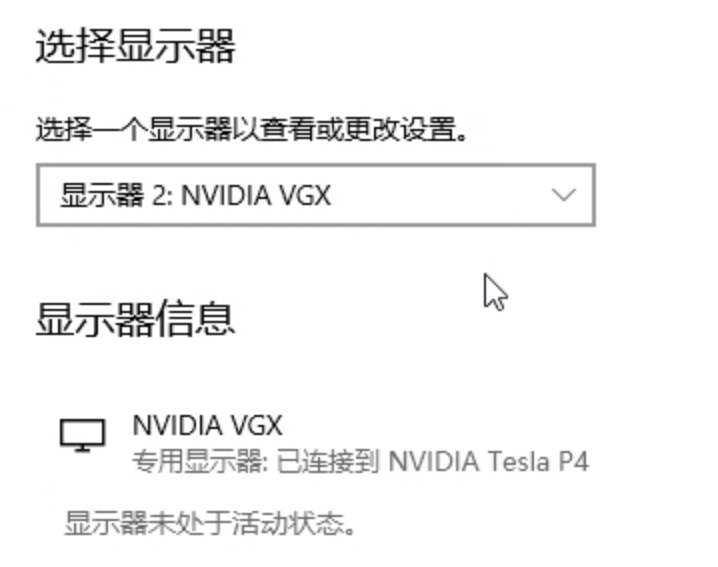 选择显示器
选择一个显示器以查看或更改设置。
显示器 2: NVIDIA VGX
显示器信息
NVIDIA VGX
专用显示器: 已连接到 NVIDIA Tesla P4
显示器未处于活动状态。